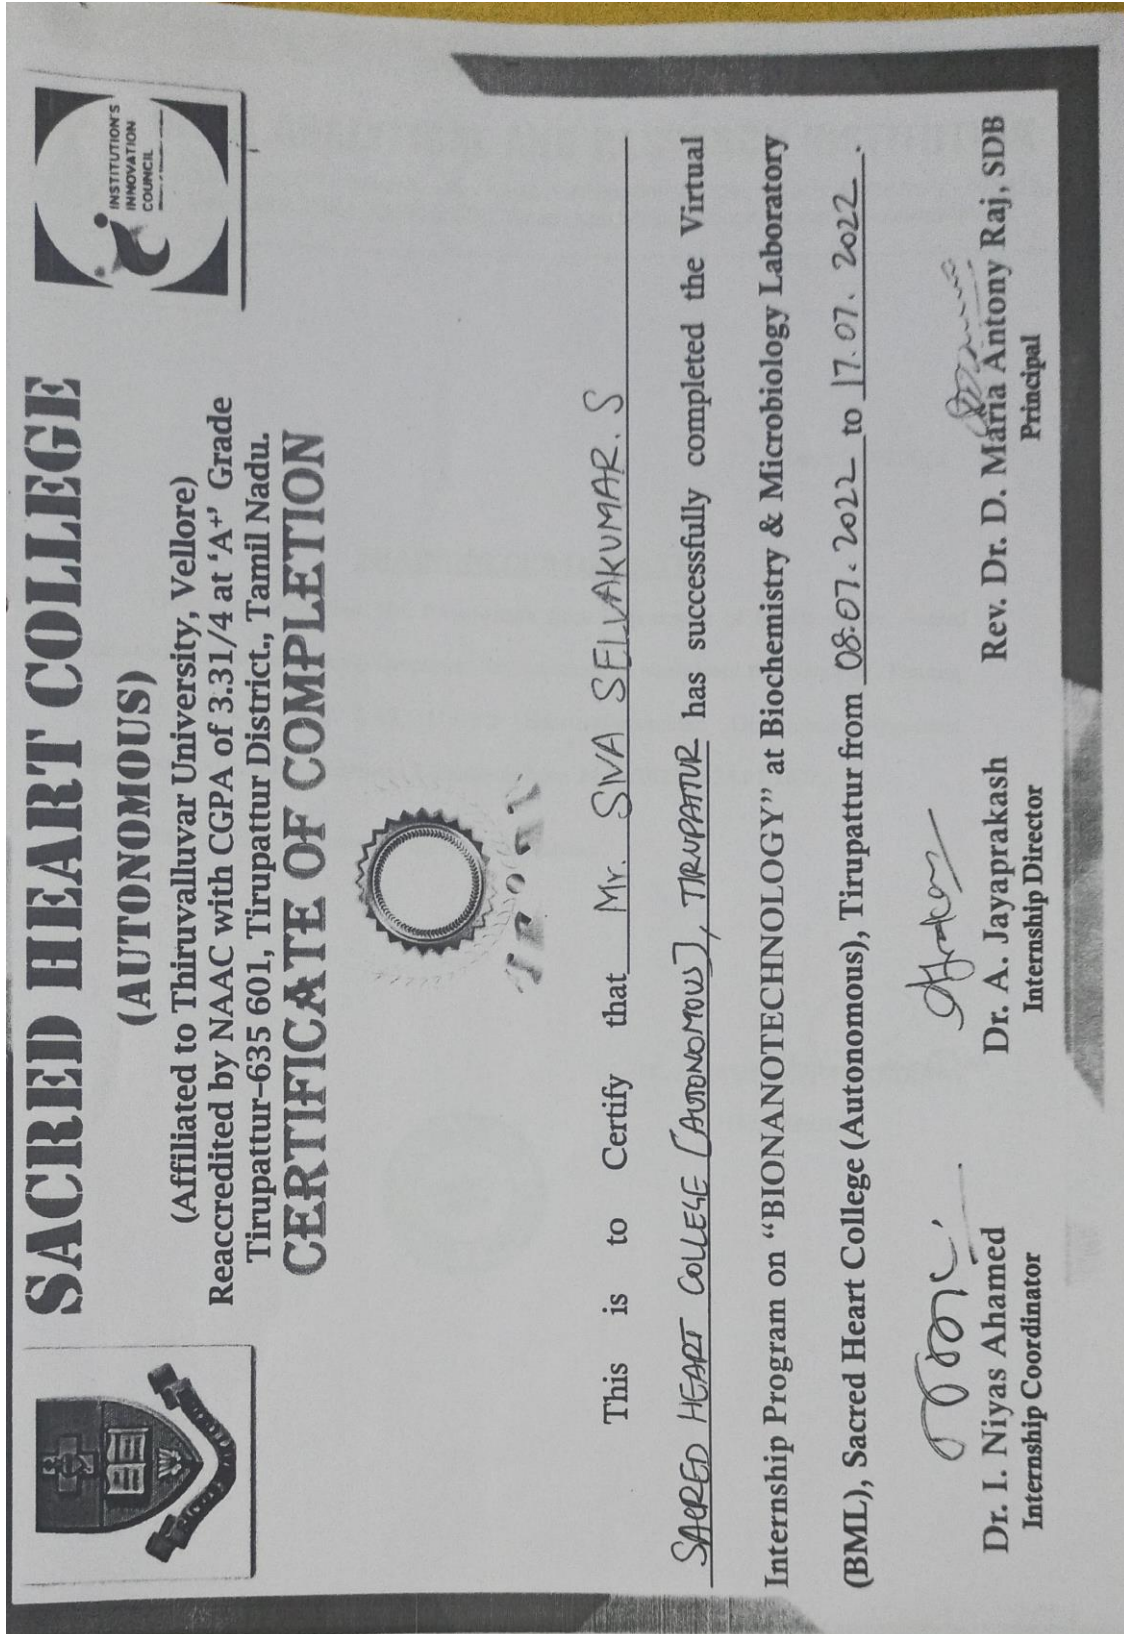 SACRED HEART COLLEGE
(AUTONOMOUS)
(Affiliated to Thiruvalluvar University, Vellore)
Reaccredited by NAAC with CGPA of 3.31/4 at ‘A+’ Grade
Tirupattur–635 601, Tirupattur District., Tamil Nadu.
INSTITUTION'S
INNOVATION
COUNCIL
CERTIFICATE OF COMPLETION
This is to Certify that Mr. SIVA SELVAKUMAR. S
SACRED HEART COLLEGE [AUTONOMOUS], TIRUPATTUR has successfully completed the Virtual
Internship Program on “BIONANOTECHNOLOGY” at Biochemistry & Microbiology Laboratory
(BML), Sacred Heart College (Autonomous), Tirupattur from 08.07.2022 to 17.07.2022.
Dr. I. Niyas Ahamed Dr. A. Jayaprakash Rev. Dr. D. Maria Antony Raj, SDB
Internship Coordinator Internship Director Principal